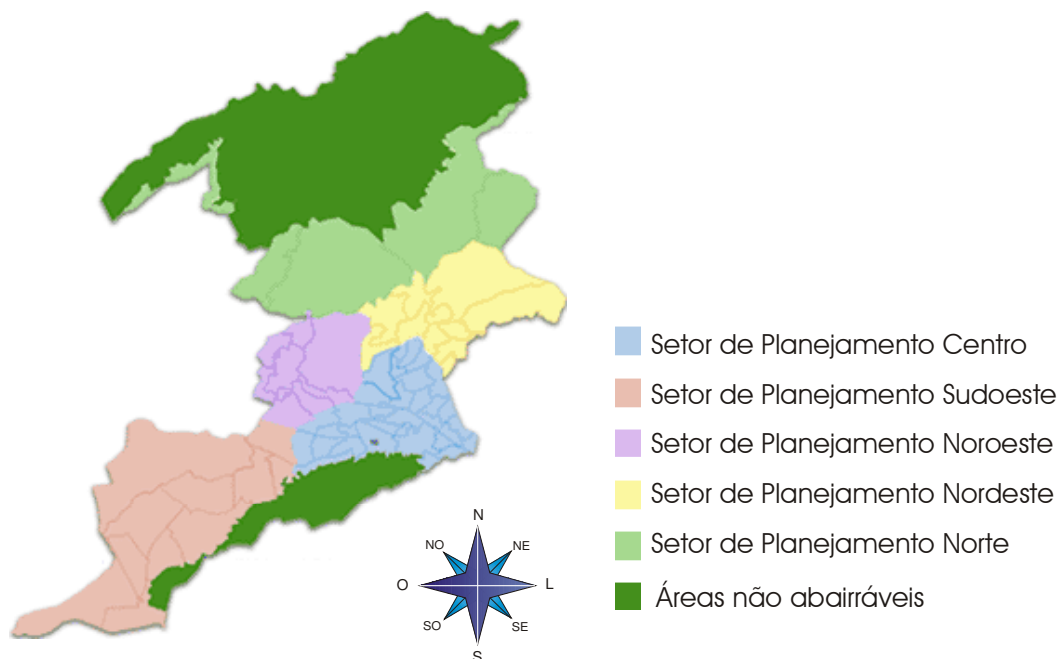 Setor de Planejamento Centro
Setor de Planejamento Sudoeste
Setor de Planejamento Noroeste
Setor de Planejamento Nordeste
Setor de Planejamento Norte
Áreas não abairráveis
N
NO
NE
O
L
SO
SE
S